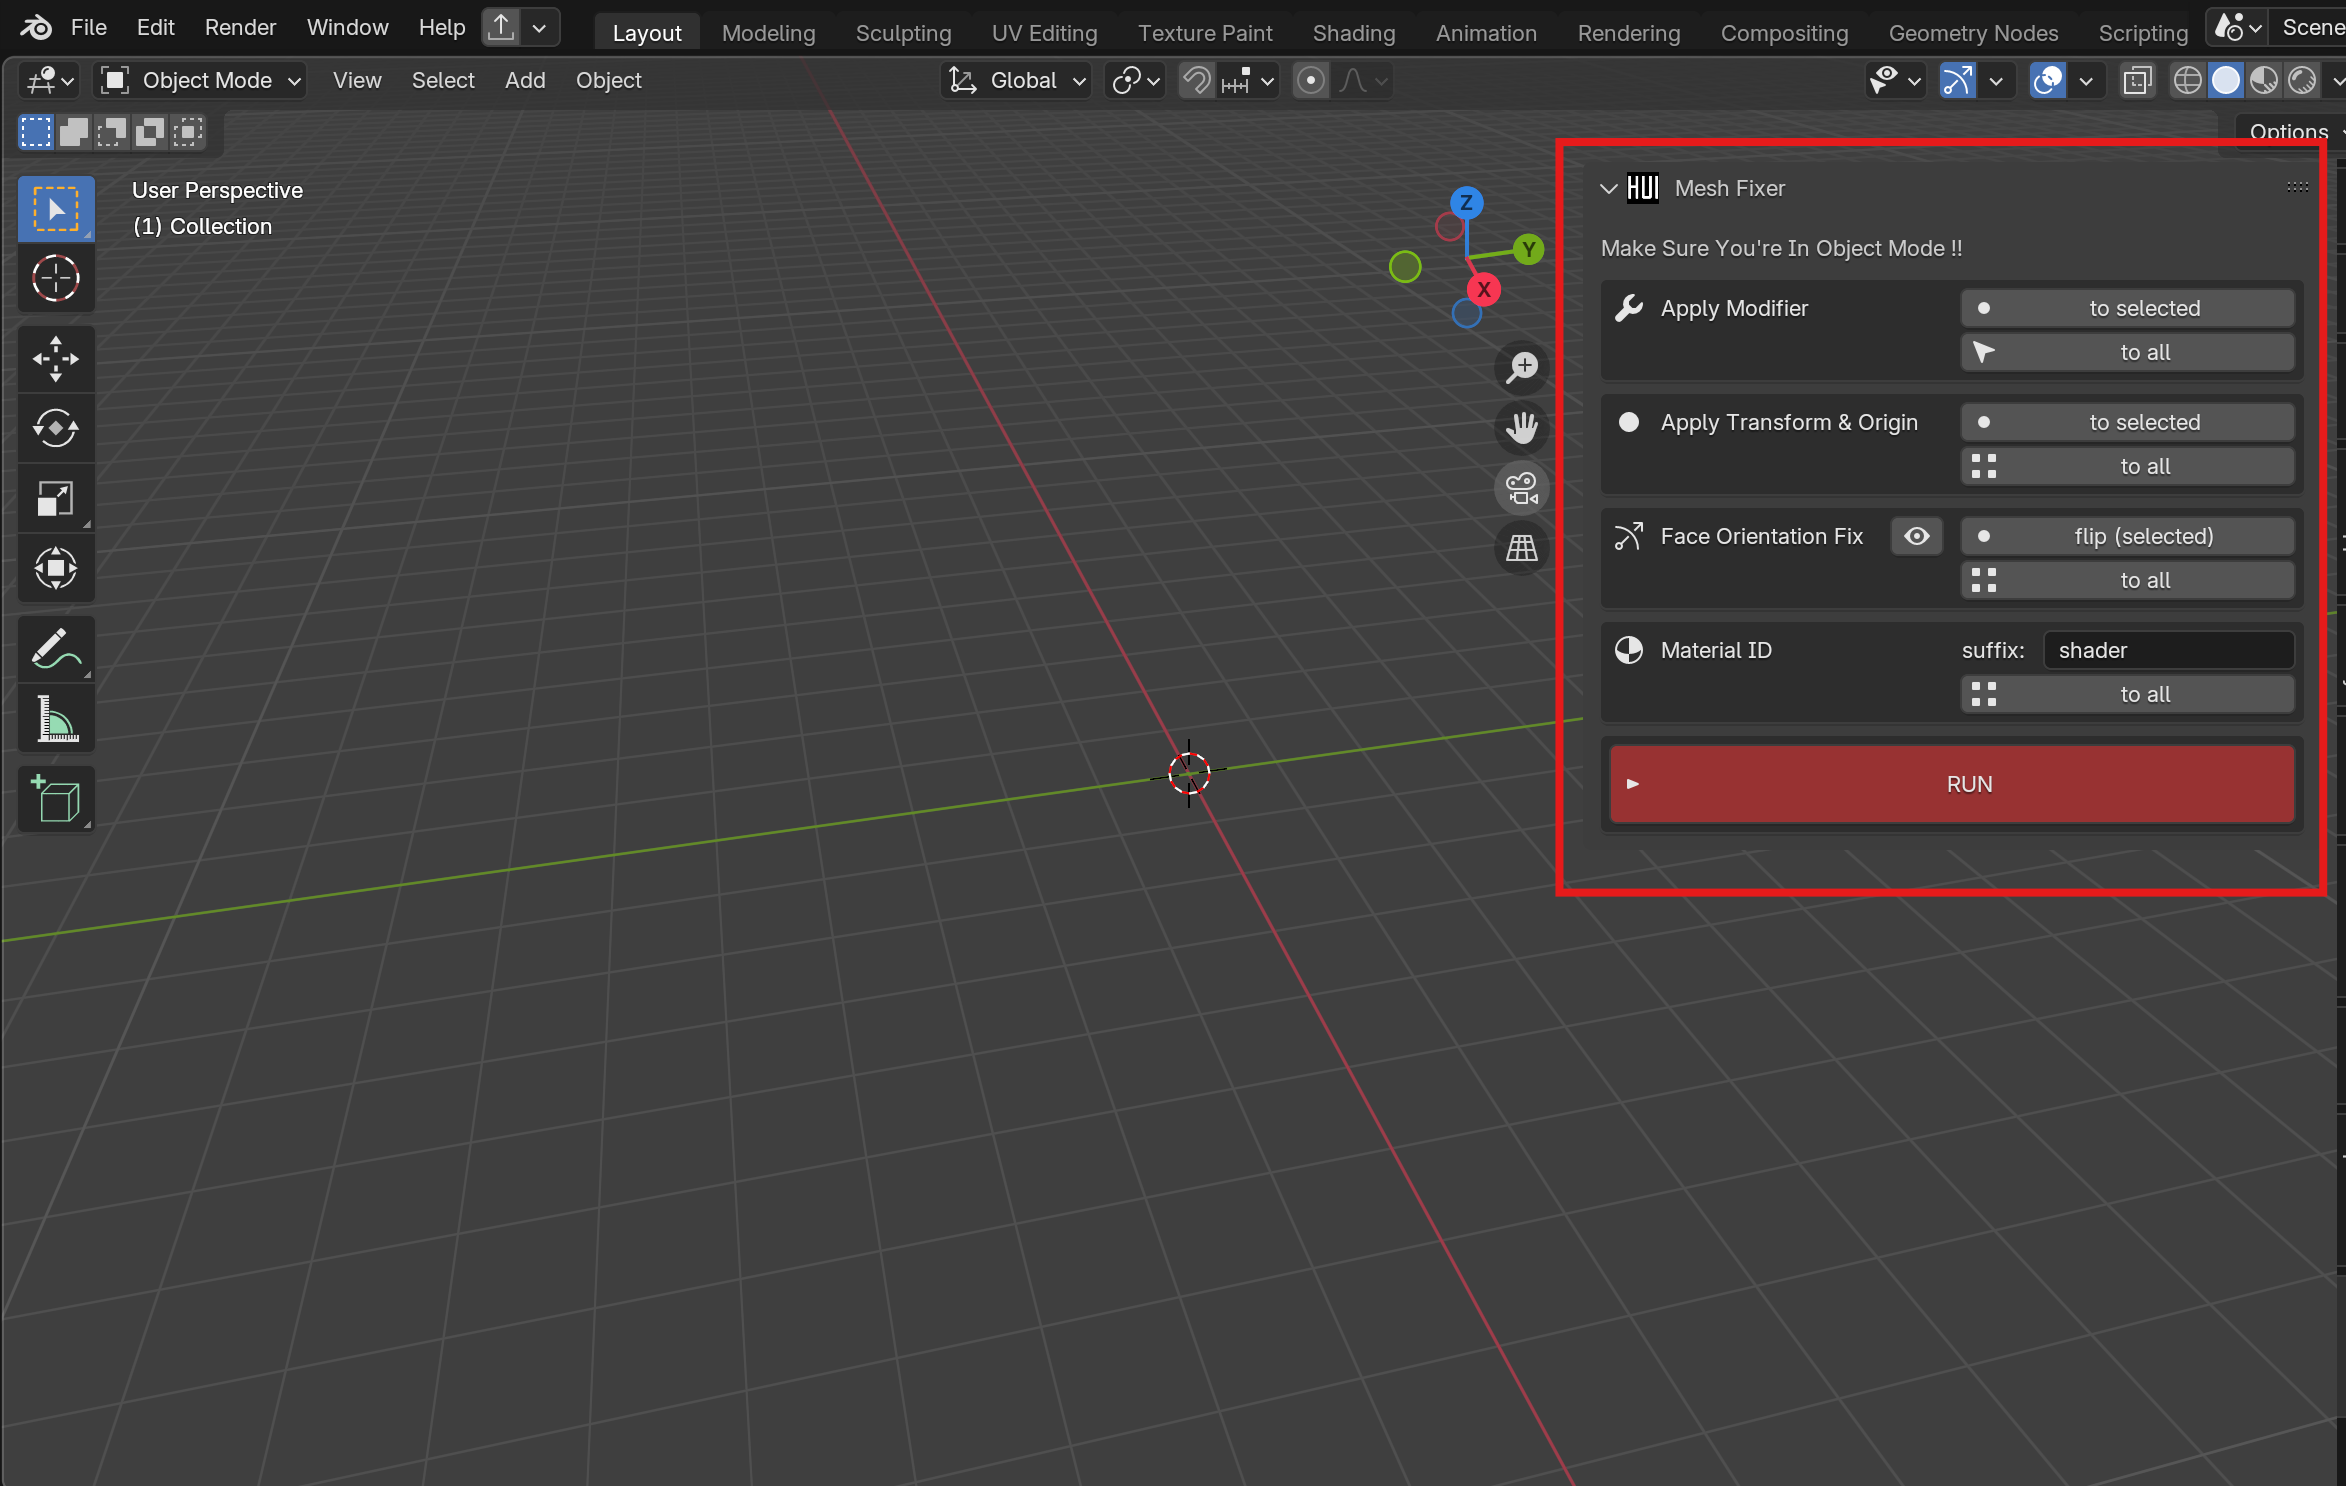 File Edit Render Window Help Layout Modeling Sculpting UV Editing Texture Paint Shading Animation Rendering Compositing Geometry Nodes Scripting Scene
Object Mode View Select Add Object Global
Options
User Perspective
(1) Collection
Z
Y
X
HUI Mesh Fixer
Make Sure You're In Object Mode !!
Apply Modifier to selected
to all
Apply Transform & Origin to selected
to all
Face Orientation Fix flip (selected)
to all
Material ID suffix: shader
to all
RUN